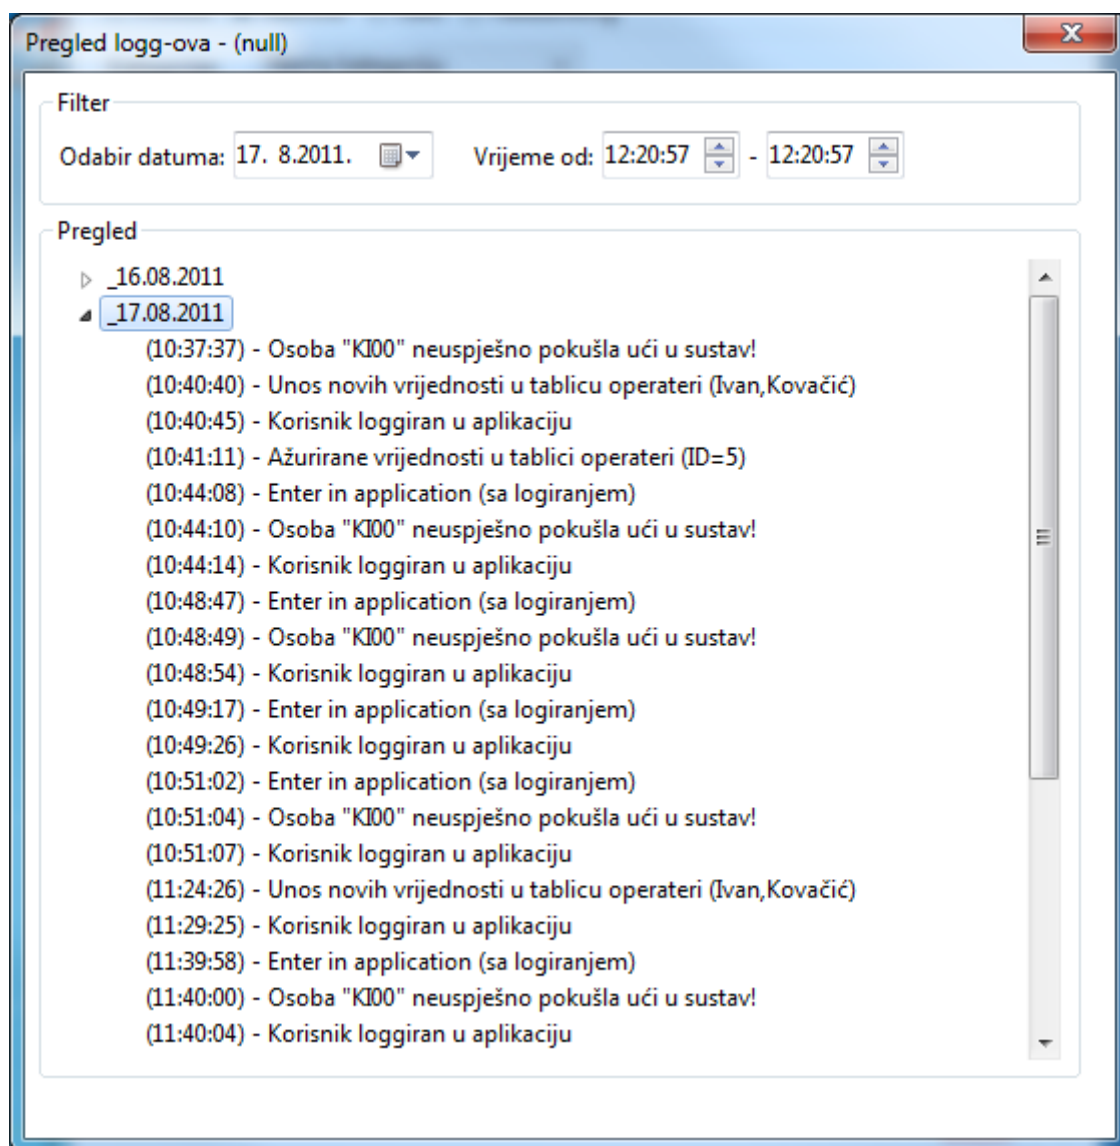 Pregled logg-ova - (null)
Filter
Odabir datuma: 17. 8.2011. Vrijeme od: 12:20:57 - 12:20:57
Pregled
_16.08.2011
_17.08.2011
(10:37:37) - Osoba "KI00" neuspješno pokušla ući u sustav!
(10:40:40) - Unos novih vrijednosti u tablicu operateri (Ivan,Kovačić)
(10:40:45) - Korisnik loggiran u aplikaciju
(10:41:11) - Ažurirane vrijednosti u tablici operateri (ID=5)
(10:44:08) - Enter in application (sa logiranjem)
(10:44:10) - Osoba "KI00" neuspješno pokušla ući u sustav!
(10:44:14) - Korisnik loggiran u aplikaciju
(10:48:47) - Enter in application (sa logiranjem)
(10:48:49) - Osoba "KI00" neuspješno pokušla ući u sustav!
(10:48:54) - Korisnik loggiran u aplikaciju
(10:49:17) - Enter in application (sa logiranjem)
(10:49:26) - Korisnik loggiran u aplikaciju
(10:51:02) - Enter in application (sa logiranjem)
(10:51:04) - Osoba "KI00" neuspješno pokušla ući u sustav!
(10:51:07) - Korisnik loggiran u aplikaciju
(11:24:26) - Unos novih vrijednosti u tablicu operateri (Ivan,Kovačić)
(11:29:25) - Korisnik loggiran u aplikaciju
(11:39:58) - Enter in application (sa logiranjem)
(11:40:00) - Osoba "KI00" neuspješno pokušla ući u sustav!
(11:40:04) - Korisnik loggiran u aplikaciju